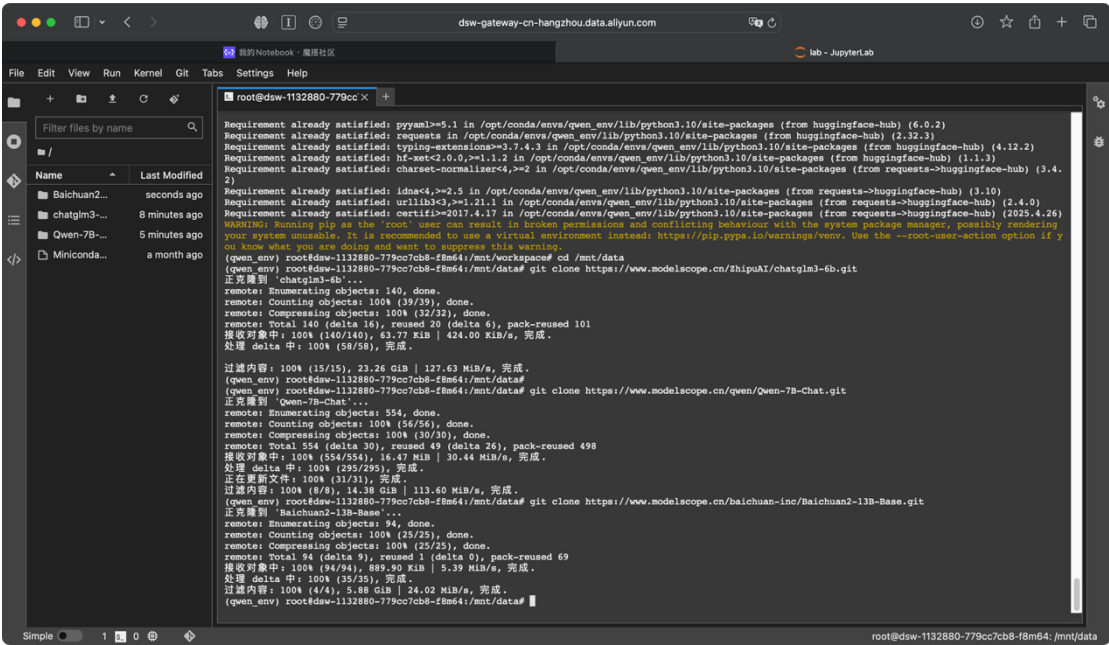 dsw-gateway-cn-hangzhou.data.aliyun.com
我的Notebook · 魔搭社区
lab - JupyterLab
File Edit View Run Kernel Git Tabs Settings Help
root@dsw-1132880-779cc
Filter files by name
/
Name Last Modified
Baichuan2... seconds ago
chatglm3-... 8 minutes ago
Qwen-7B-... 5 minutes ago
Miniconda... a month ago
Requirement already satisfied: pyyaml>=5.1 in /opt/conda/envs/qwen_env/lib/python3.10/site-packages (from huggingface-hub) (6.0.2)
Requirement already satisfied: requests in /opt/conda/envs/qwen_env/lib/python3.10/site-packages (from huggingface-hub) (2.32.3)
Requirement already satisfied: typing-extensions>=3.7.4.3 in /opt/conda/envs/qwen_env/lib/python3.10/site-packages (from huggingface-hub) (4.12.2)
Requirement already satisfied: hf-xet<2.0.0,>=1.1.2 in /opt/conda/envs/qwen_env/lib/python3.10/site-packages (from huggingface-hub) (1.1.3)
Requirement already satisfied: charset-normalizer<4,>=2 in /opt/conda/envs/qwen_env/lib/python3.10/site-packages (from requests->huggingface-hub) (3.4.
2)
Requirement already satisfied: idna<4,>=2.5 in /opt/conda/envs/qwen_env/lib/python3.10/site-packages (from requests->huggingface-hub) (3.10)
Requirement already satisfied: urllib3<3,>=1.21.1 in /opt/conda/envs/qwen_env/lib/python3.10/site-packages (from requests->huggingface-hub) (2.4.0)
Requirement already satisfied: certifi>=2017.4.17 in /opt/conda/envs/qwen_env/lib/python3.10/site-packages (from requests->huggingface-hub) (2025.4.26)
WARNING: Running pip as the 'root' user can result in broken permissions and conflicting behaviour with the system package manager, possibly rendering
your system unusable. It is recommended to use a virtual environment instead: https://pip.pypa.io/warnings/venv. Use the --root-user-action option if y
ou know what you are doing and want to suppress this warning.
(qwen_env) root@dsw-1132880-779cc7cb8-f8m64:/mnt/workspace# cd /mnt/data
(qwen_env) root@dsw-1132880-779cc7cb8-f8m64:/mnt/data# git clone https://www.modelscope.cn/ZhipuAI/chatglm3-6b.git
正克隆到 'chatglm3-6b'...
remote: Enumerating objects: 140, done.
remote: Counting objects: 100% (39/39), done.
remote: Compressing objects: 100% (32/32), done.
remote: Total 140 (delta 16), reused 20 (delta 6), pack-reused 101
接收对象中: 100% (140/140), 63.77 KiB | 424.00 KiB/s, 完成.
处理 delta 中: 100% (58/58), 完成.
过滤内容: 100% (15/15), 23.26 GiB | 127.63 MiB/s, 完成.
(qwen_env) root@dsw-1132880-779cc7cb8-f8m64:/mnt/data#
(qwen_env) root@dsw-1132880-779cc7cb8-f8m64:/mnt/data# git clone https://www.modelscope.cn/qwen/Qwen-7B-Chat.git
正克隆到 'Qwen-7B-Chat'...
remote: Enumerating objects: 554, done.
remote: Counting objects: 100% (56/56), done.
remote: Compressing objects: 100% (30/30), done.
remote: Total 554 (delta 30), reused 49 (delta 26), pack-reused 498
接收对象中: 100% (554/554), 16.47 MiB | 30.44 MiB/s, 完成.
处理 delta 中: 100% (295/295), 完成.
正在更新文件: 100% (31/31), 完成.
过滤内容: 100% (8/8), 14.38 GiB | 113.60 MiB/s, 完成.
(qwen_env) root@dsw-1132880-779cc7cb8-f8m64:/mnt/data# git clone https://www.modelscope.cn/baichuan-inc/Baichuan2-13B-Base.git
正克隆到 'Baichuan2-13B-Base'...
remote: Enumerating objects: 94, done.
remote: Counting objects: 100% (25/25), done.
remote: Compressing objects: 100% (25/25), done.
remote: Total 94 (delta 9), reused 1 (delta 0), pack-reused 69
接收对象中: 100% (94/94), 889.90 KiB | 5.39 MiB/s, 完成.
处理 delta 中: 100% (35/35), 完成.
过滤内容: 100% (4/4), 5.88 GiB | 24.02 MiB/s, 完成.
(qwen_env) root@dsw-1132880-779cc7cb8-f8m64:/mnt/data#
Simple 1 0 root@dsw-1132880-779cc7cb8-f8m64: /mnt/data